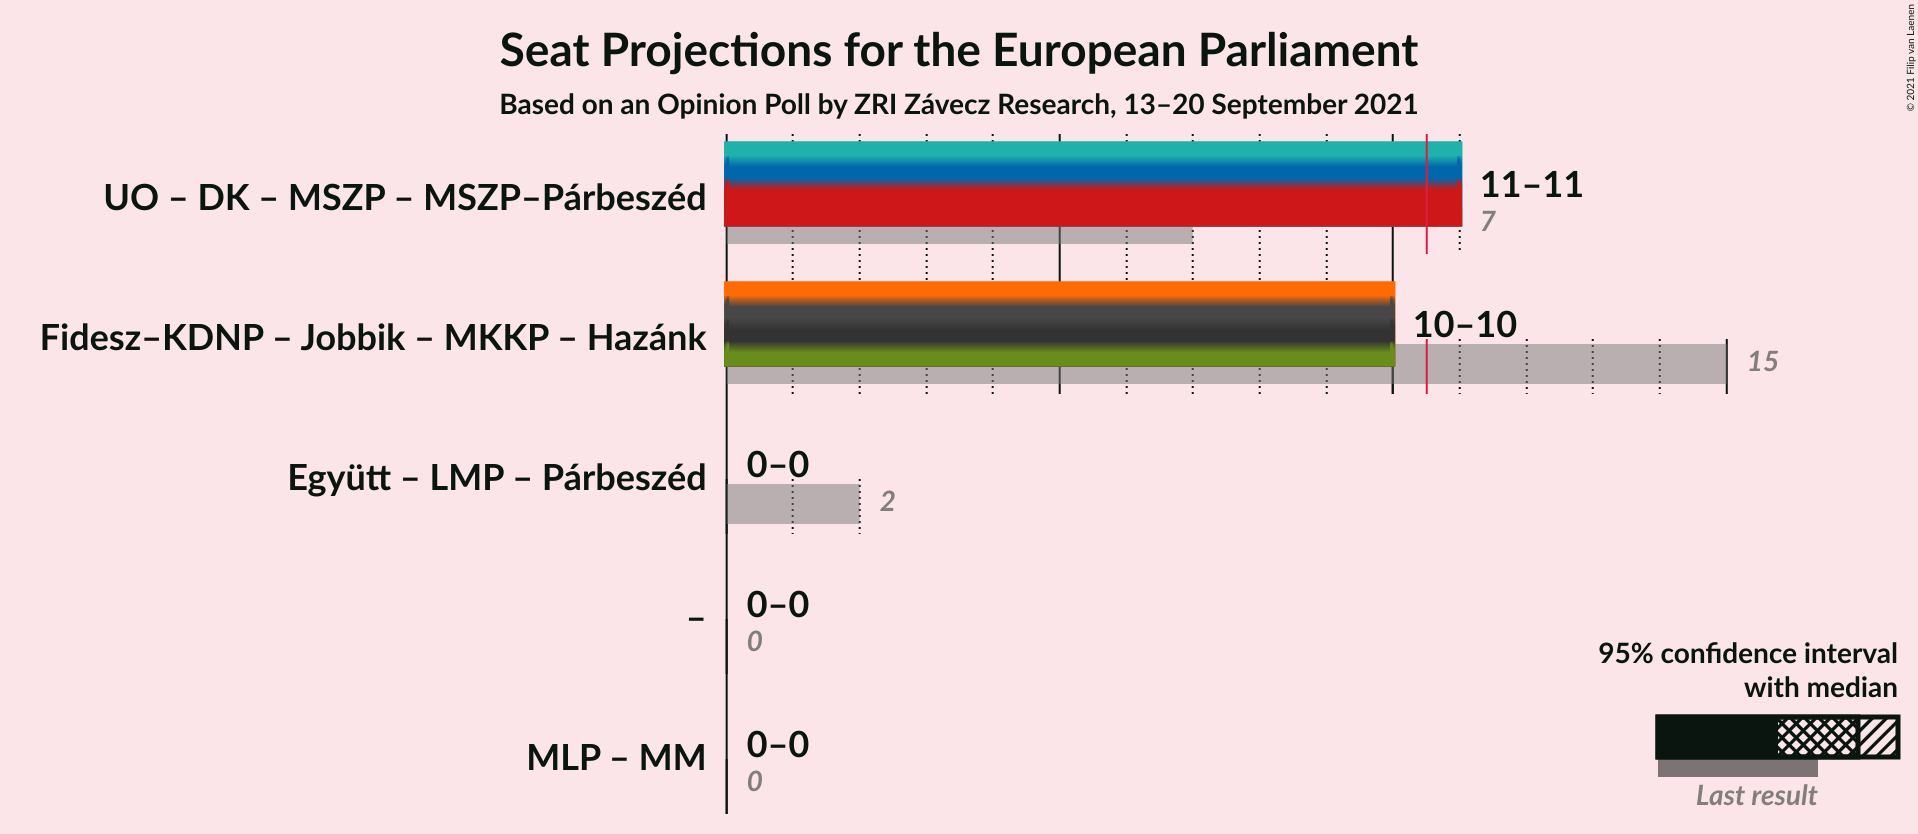 Seat Projections for the European Parliament
Based on an Opinion Poll by ZRI Závecz Research, 13–20 September 2021
© 2021 Filip van Laenen
UO – DK – MSZP – MSZP–Párbeszéd
11–11
7
Fidesz–KDNP – Jobbik – MKKP – Hazánk
10–10
15
Együtt – LMP – Párbeszéd
0–0
2
–
0–0
0
MLP – MM
0–0
0
95% confidence interval
with median
Last result